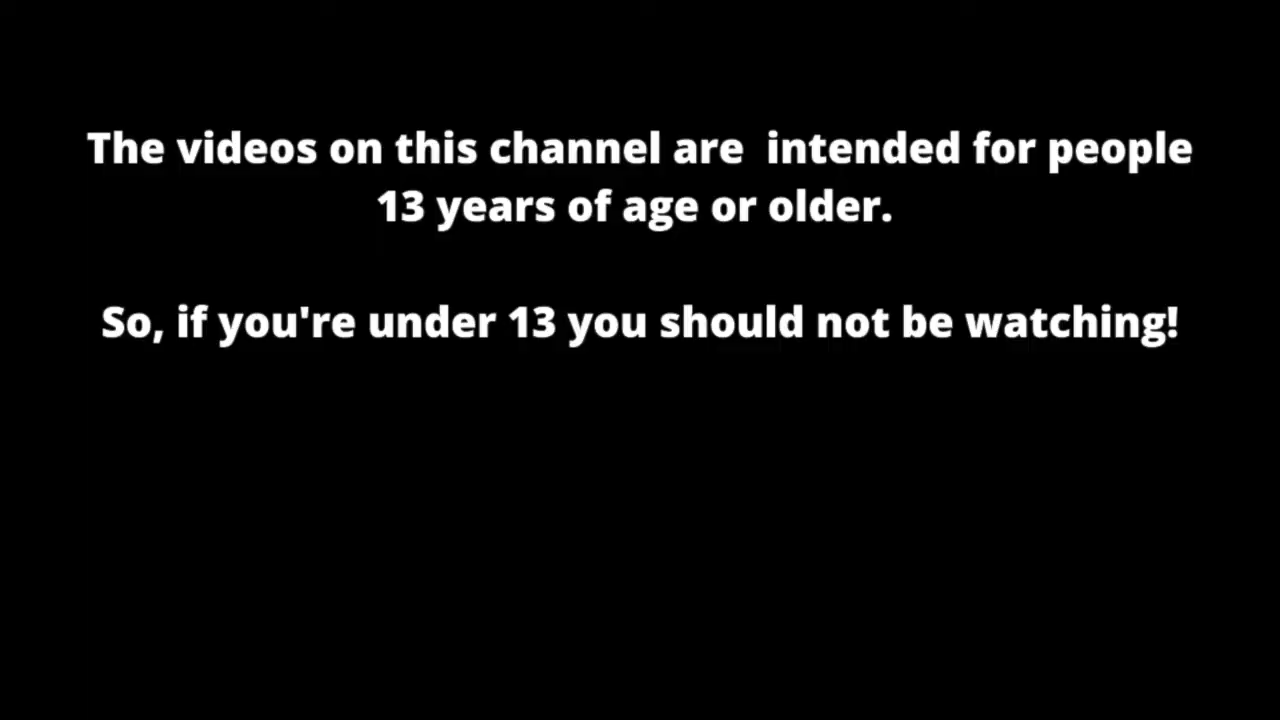 The videos on this channel are  intended for people
13 years of age or older.
So, if you're under 13 you should not be watching!